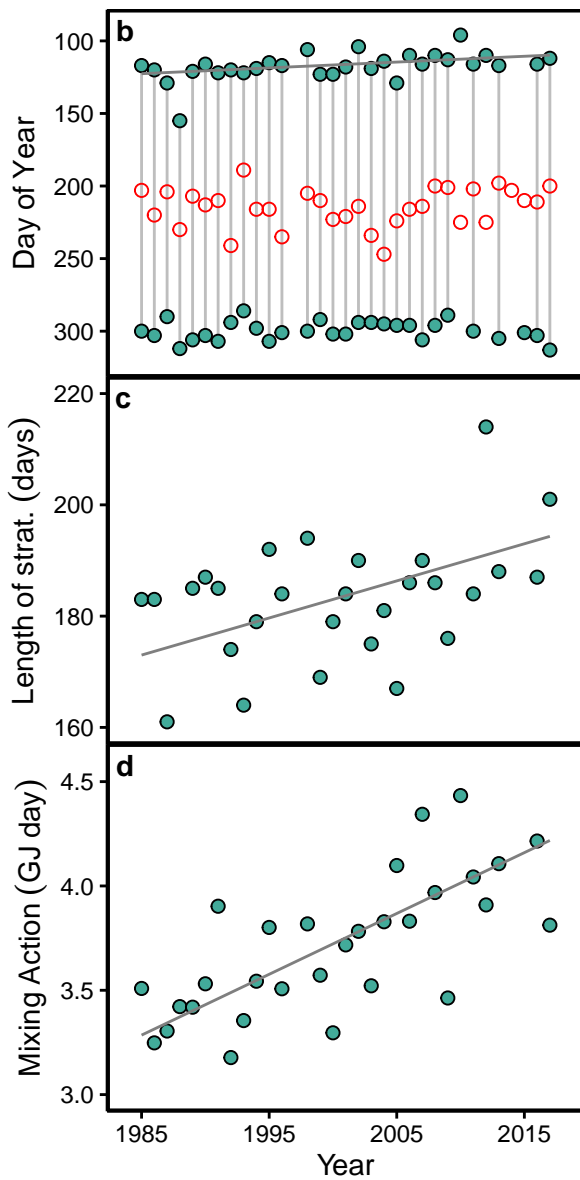 b
100
150
200
250
300
Day of Year
c
220
200
180
160
Length of strat. (days)
d
4.5
4.0
3.5
3.0
Mixing Action (GJ day)
1985 1995 2005 2015
Year